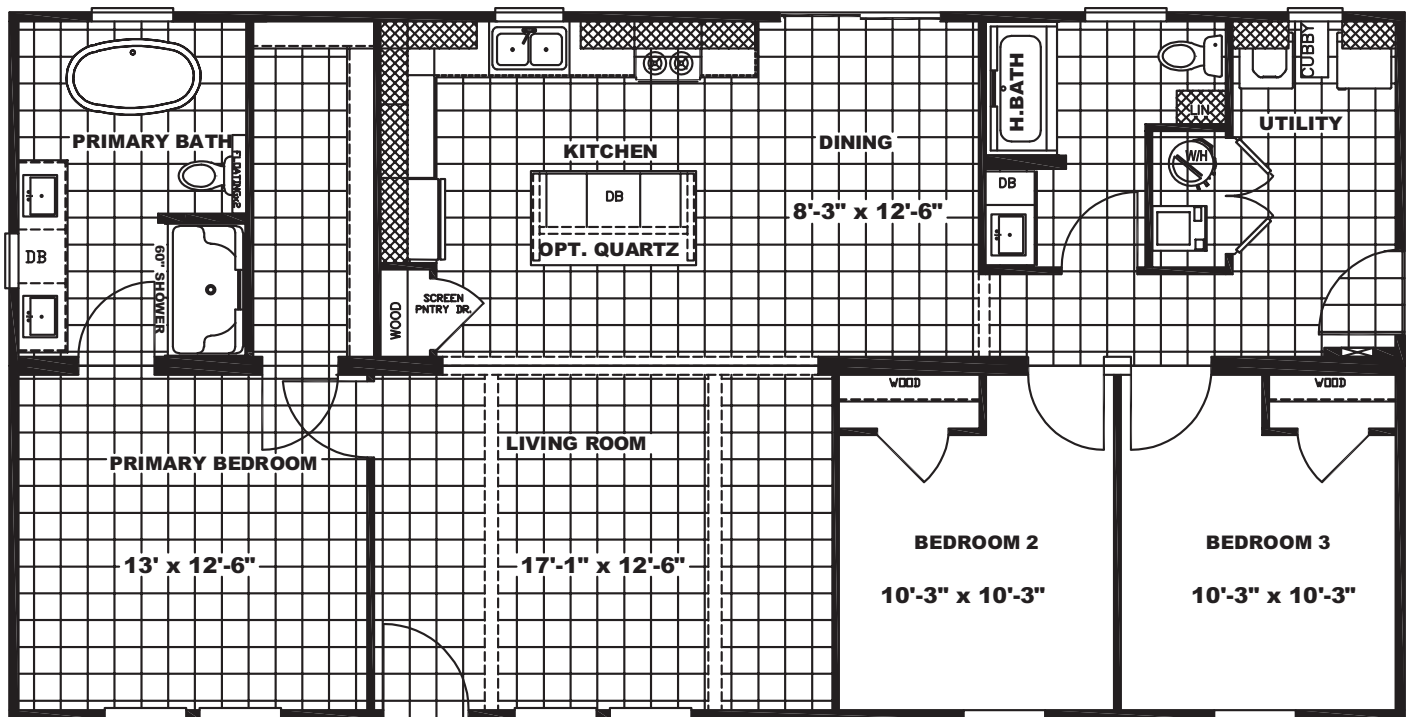 PRIMARY BATH
FLOATINGx2
DB
60" SHOWER
KITCHEN
DB
OPT. QUARTZ
WOOD
SCREEN
PNTRY DR.
DINING
8'-3" x 12'-6"
H.BATH
DB
LIN
W/H
CUBBY
UTILITY
PRIMARY BEDROOM
13' x 12'-6"
LIVING ROOM
17'-1" x 12'-6"
WOOD
BEDROOM 2
10'-3" x 10'-3"
WOOD
BEDROOM 3
10'-3" x 10'-3"